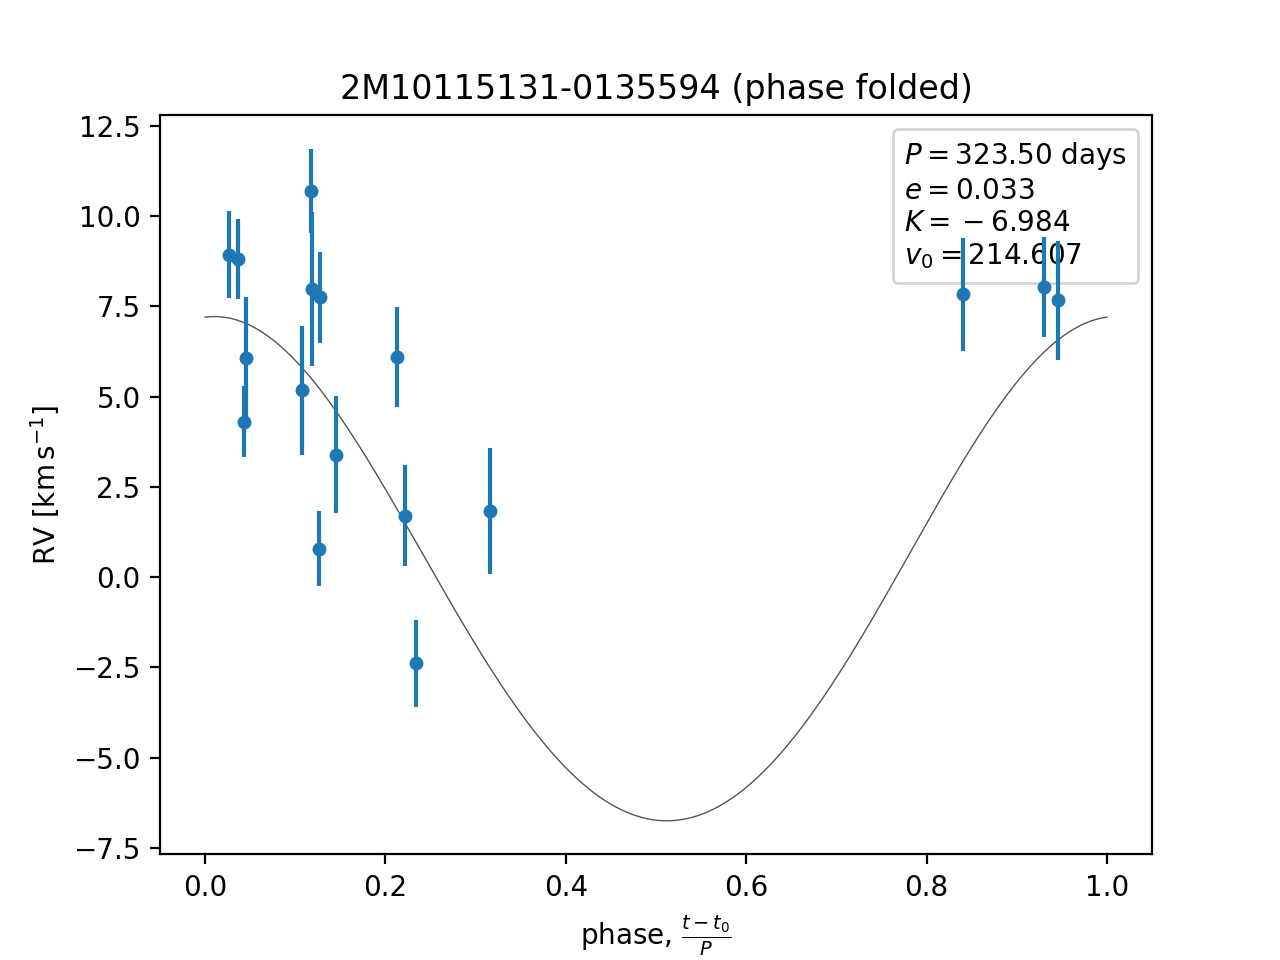 2M10115131-0135594 (phase folded)
P = 323.50 days
e = 0.033
K = −6.984
v₀ = 214.607
12.5
10.0
7.5
5.0
2.5
0.0
−2.5
−5.0
−7.5
RV [km s⁻¹]
0.0 0.2 0.4 0.6 0.8 1.0
phase, (t − t₀)/P